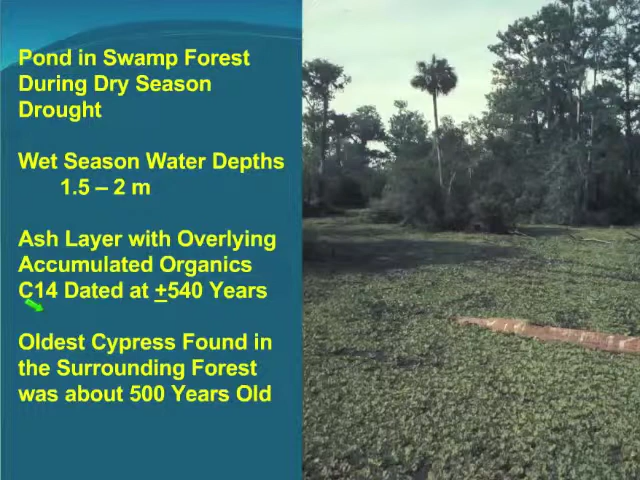 Pond in Swamp Forest
During Dry Season
Drought
Wet Season Water Depths
1.5 – 2 m
Ash Layer with Overlying
Accumulated Organics
C14 Dated at +540 Years
Oldest Cypress Found in
the Surrounding Forest
was about 500 Years Old